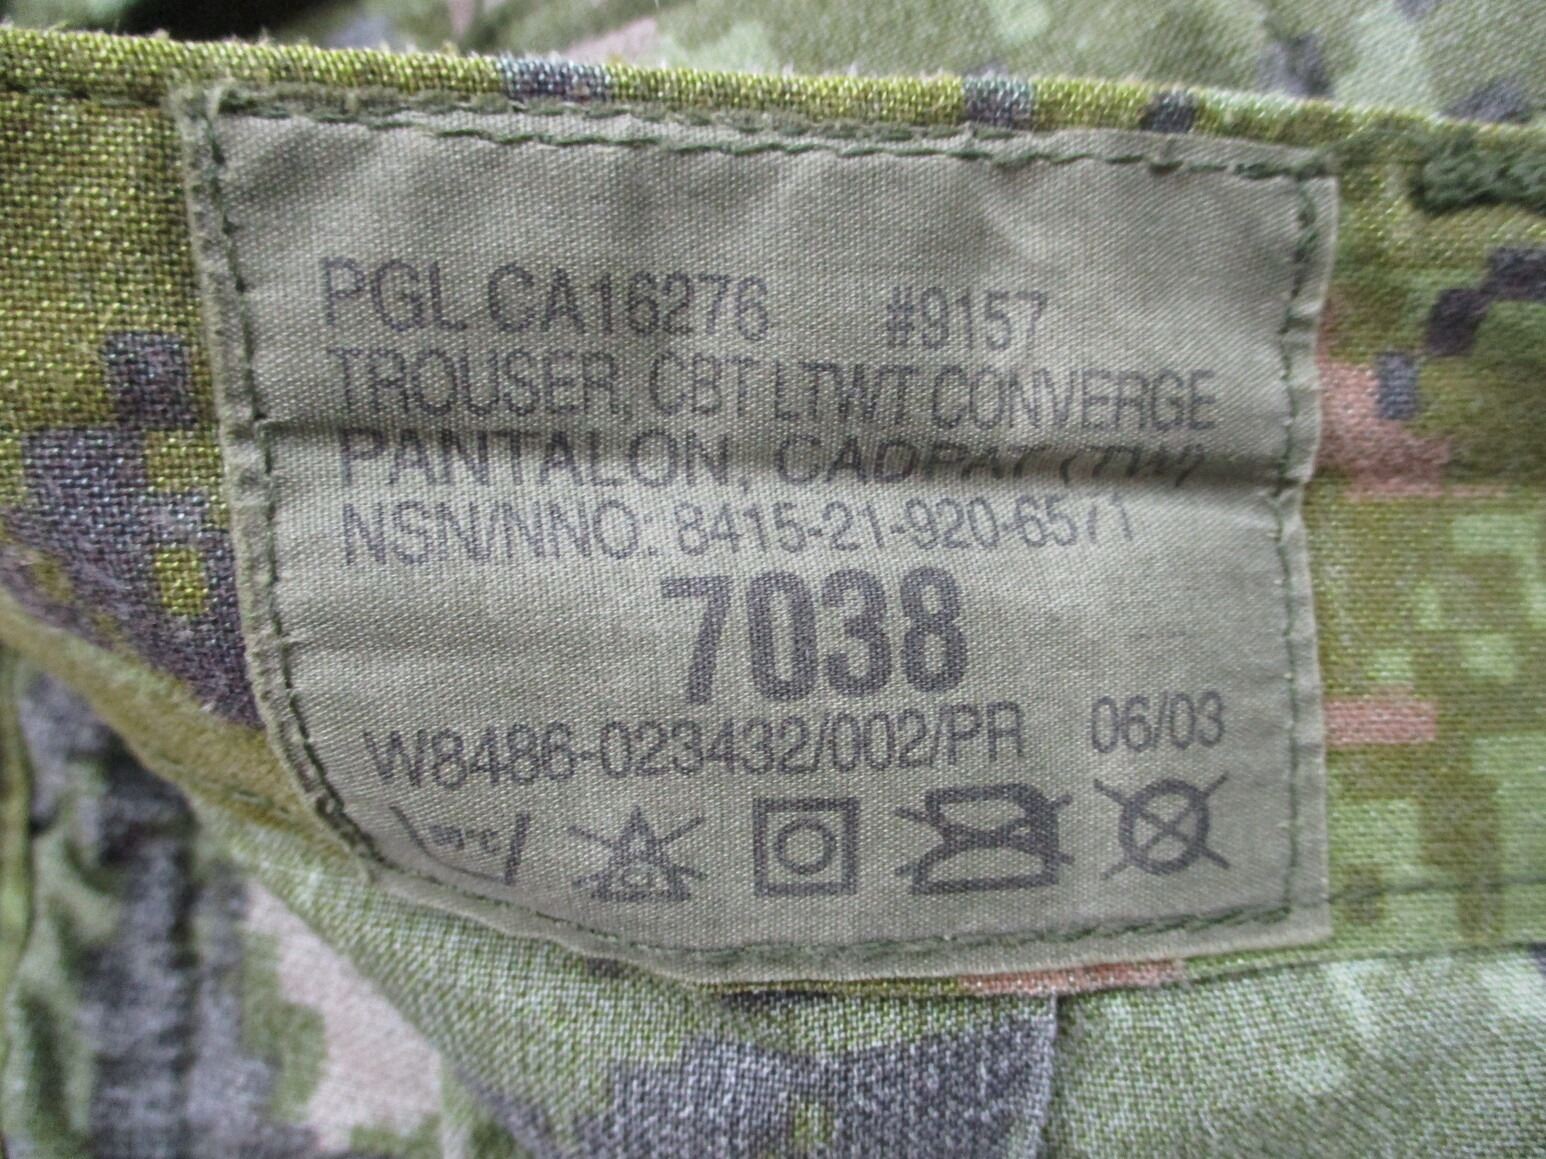 PGL CA16276 #9157
TROUSER, CBT LTWT CONVERGE
PANTALON, CADPAT (TW)
NSN/NNO: 8415-21-920-6571
7038
W8486-023432/002/PR 06/03